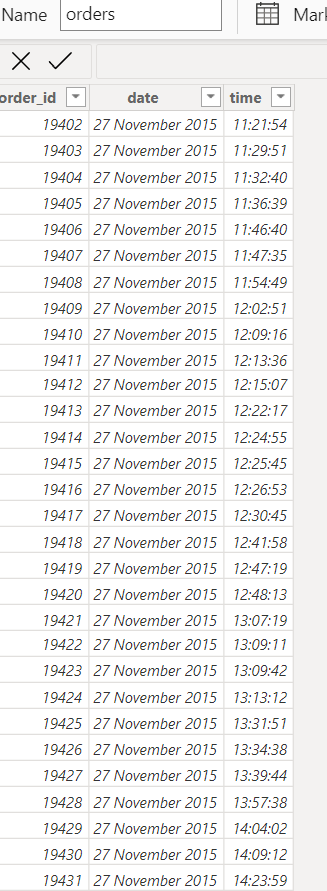 Name orders Mark
order_id date time
19402 27 November 2015 11:21:54
19403 27 November 2015 11:29:51
19404 27 November 2015 11:32:40
19405 27 November 2015 11:36:39
19406 27 November 2015 11:46:40
19407 27 November 2015 11:47:35
19408 27 November 2015 11:54:49
19409 27 November 2015 12:02:51
19410 27 November 2015 12:09:16
19411 27 November 2015 12:13:36
19412 27 November 2015 12:15:07
19413 27 November 2015 12:22:17
19414 27 November 2015 12:24:55
19415 27 November 2015 12:25:45
19416 27 November 2015 12:26:53
19417 27 November 2015 12:30:45
19418 27 November 2015 12:41:58
19419 27 November 2015 12:47:19
19420 27 November 2015 12:48:13
19421 27 November 2015 13:07:19
19422 27 November 2015 13:09:11
19423 27 November 2015 13:09:42
19424 27 November 2015 13:13:12
19425 27 November 2015 13:31:51
19426 27 November 2015 13:34:38
19427 27 November 2015 13:39:44
19428 27 November 2015 13:57:38
19429 27 November 2015 14:04:02
19430 27 November 2015 14:09:12
19431 27 November 2015 14:23:59